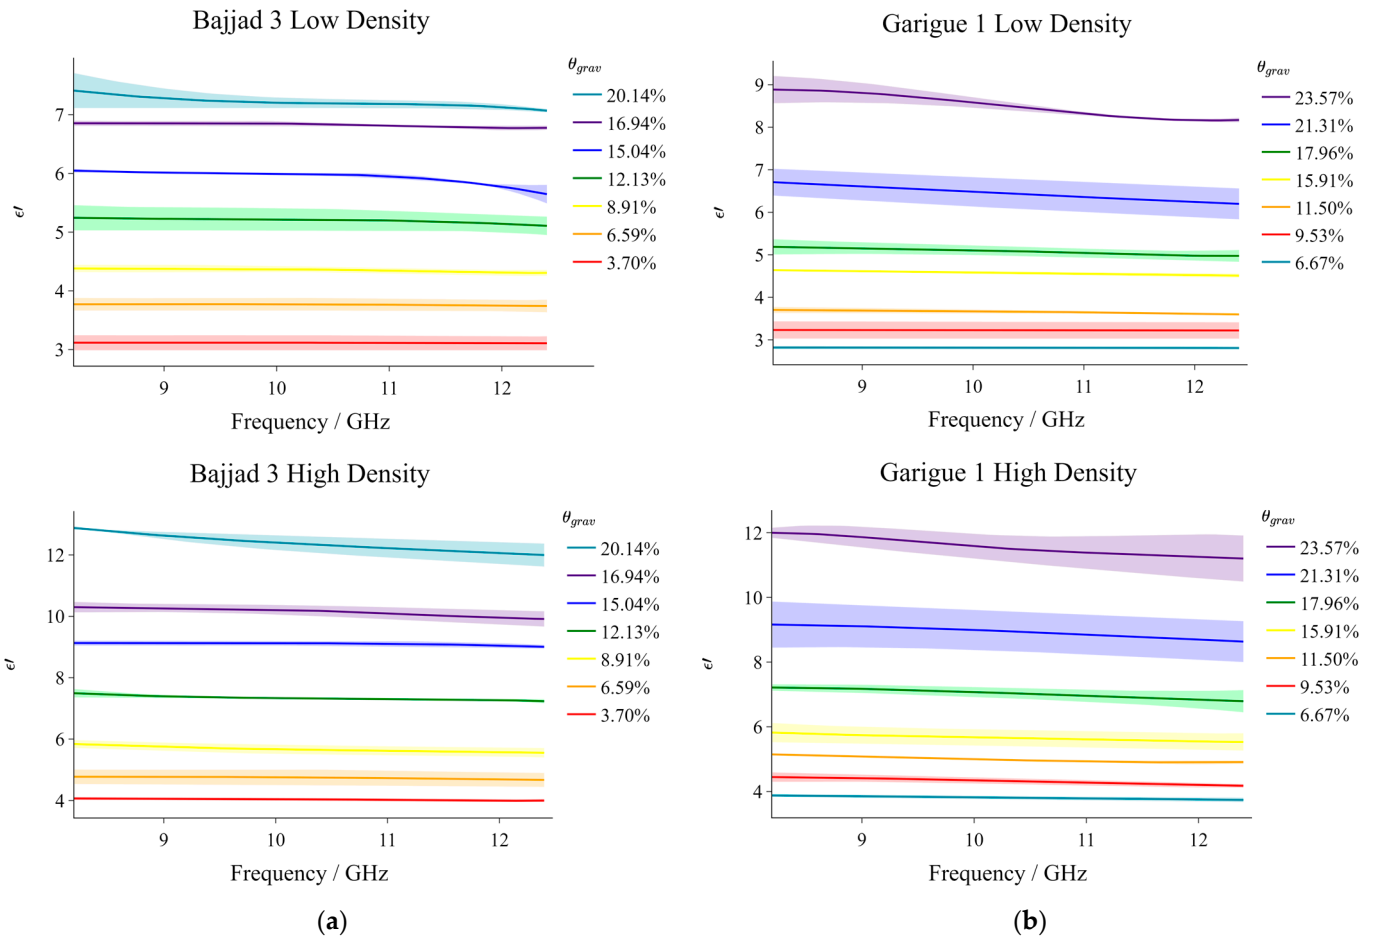 Bajjad 3 Low Density
θgrav
20.14%
16.94%
15.04%
12.13%
8.91%
6.59%
3.70%
ϵ′
7
6
5
4
3
9 10 11 12
Frequency / GHz
Garigue 1 Low Density
θgrav
23.57%
21.31%
17.96%
15.91%
11.50%
9.53%
6.67%
ϵ′
9
8
7
6
5
4
3
9 10 11 12
Frequency / GHz
Bajjad 3 High Density
θgrav
20.14%
16.94%
15.04%
12.13%
8.91%
6.59%
3.70%
ϵ′
12
10
8
6
4
9 10 11 12
Frequency / GHz
(a)
Garigue 1 High Density
θgrav
23.57%
21.31%
17.96%
15.91%
11.50%
9.53%
6.67%
ϵ′
12
10
8
6
4
9 10 11 12
Frequency / GHz
(b)